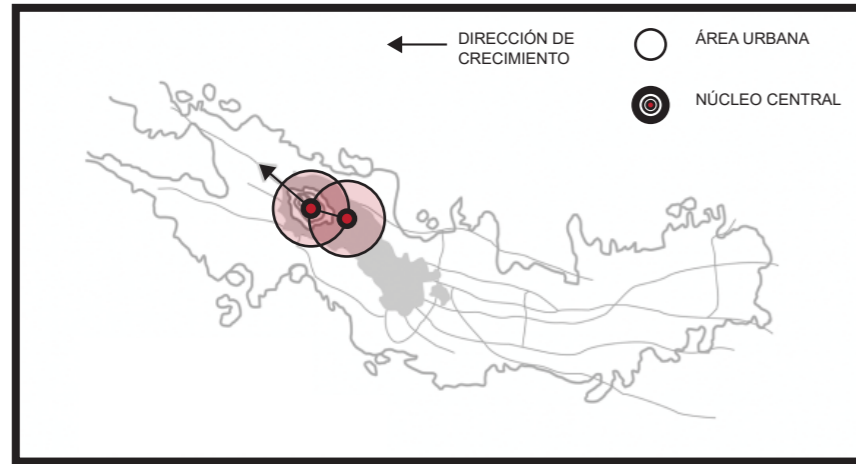 DIRECCIÓN DE
CRECIMIENTO
ÁREA URBANA
NÚCLEO CENTRAL